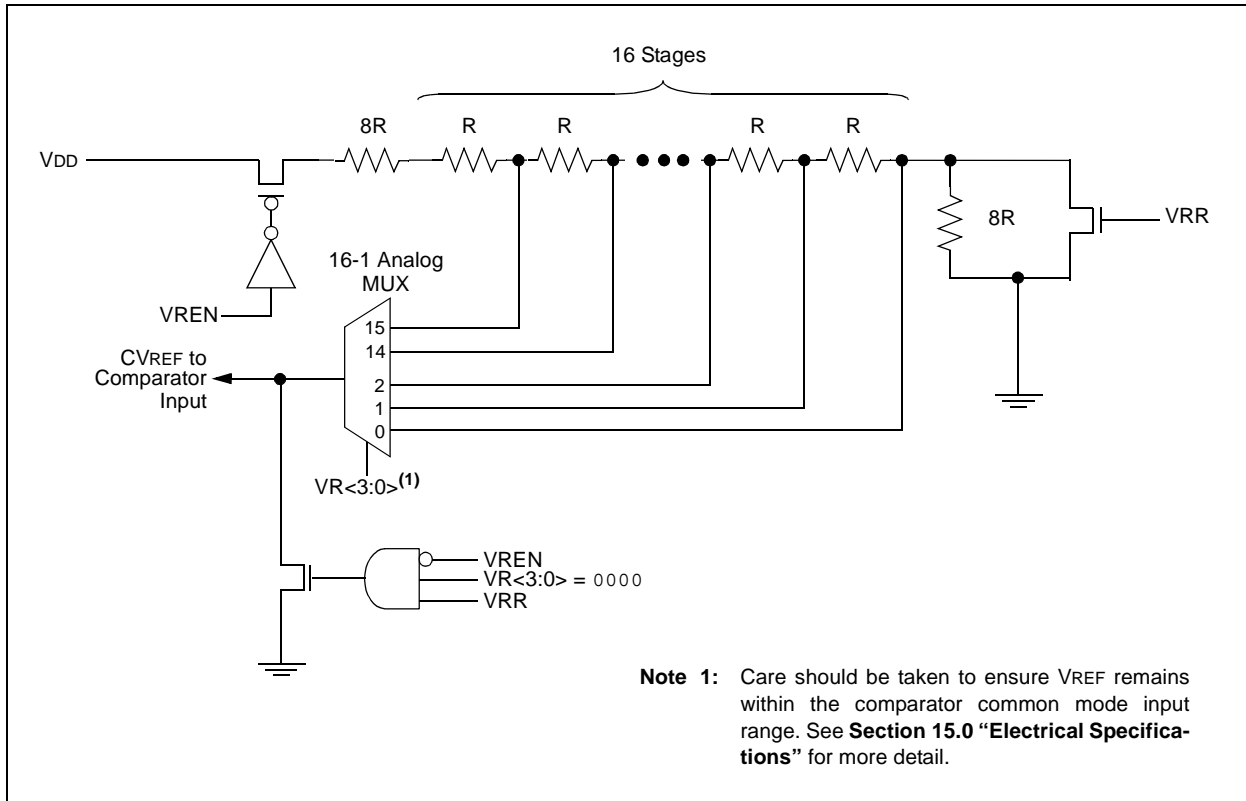 16 Stages
8R
R
R
R
R
VDD
8R
VRR
16-1 Analog
MUX
VREN
15
14
2
1
0
CVREF to
Comparator
Input
VR<3:0>(1)
VREN
VR<3:0> = 0000
VRR
Note 1: Care should be taken to ensure VREF remains
within the comparator common mode input
range. See Section 15.0 “Electrical Specifica-
tions” for more detail.